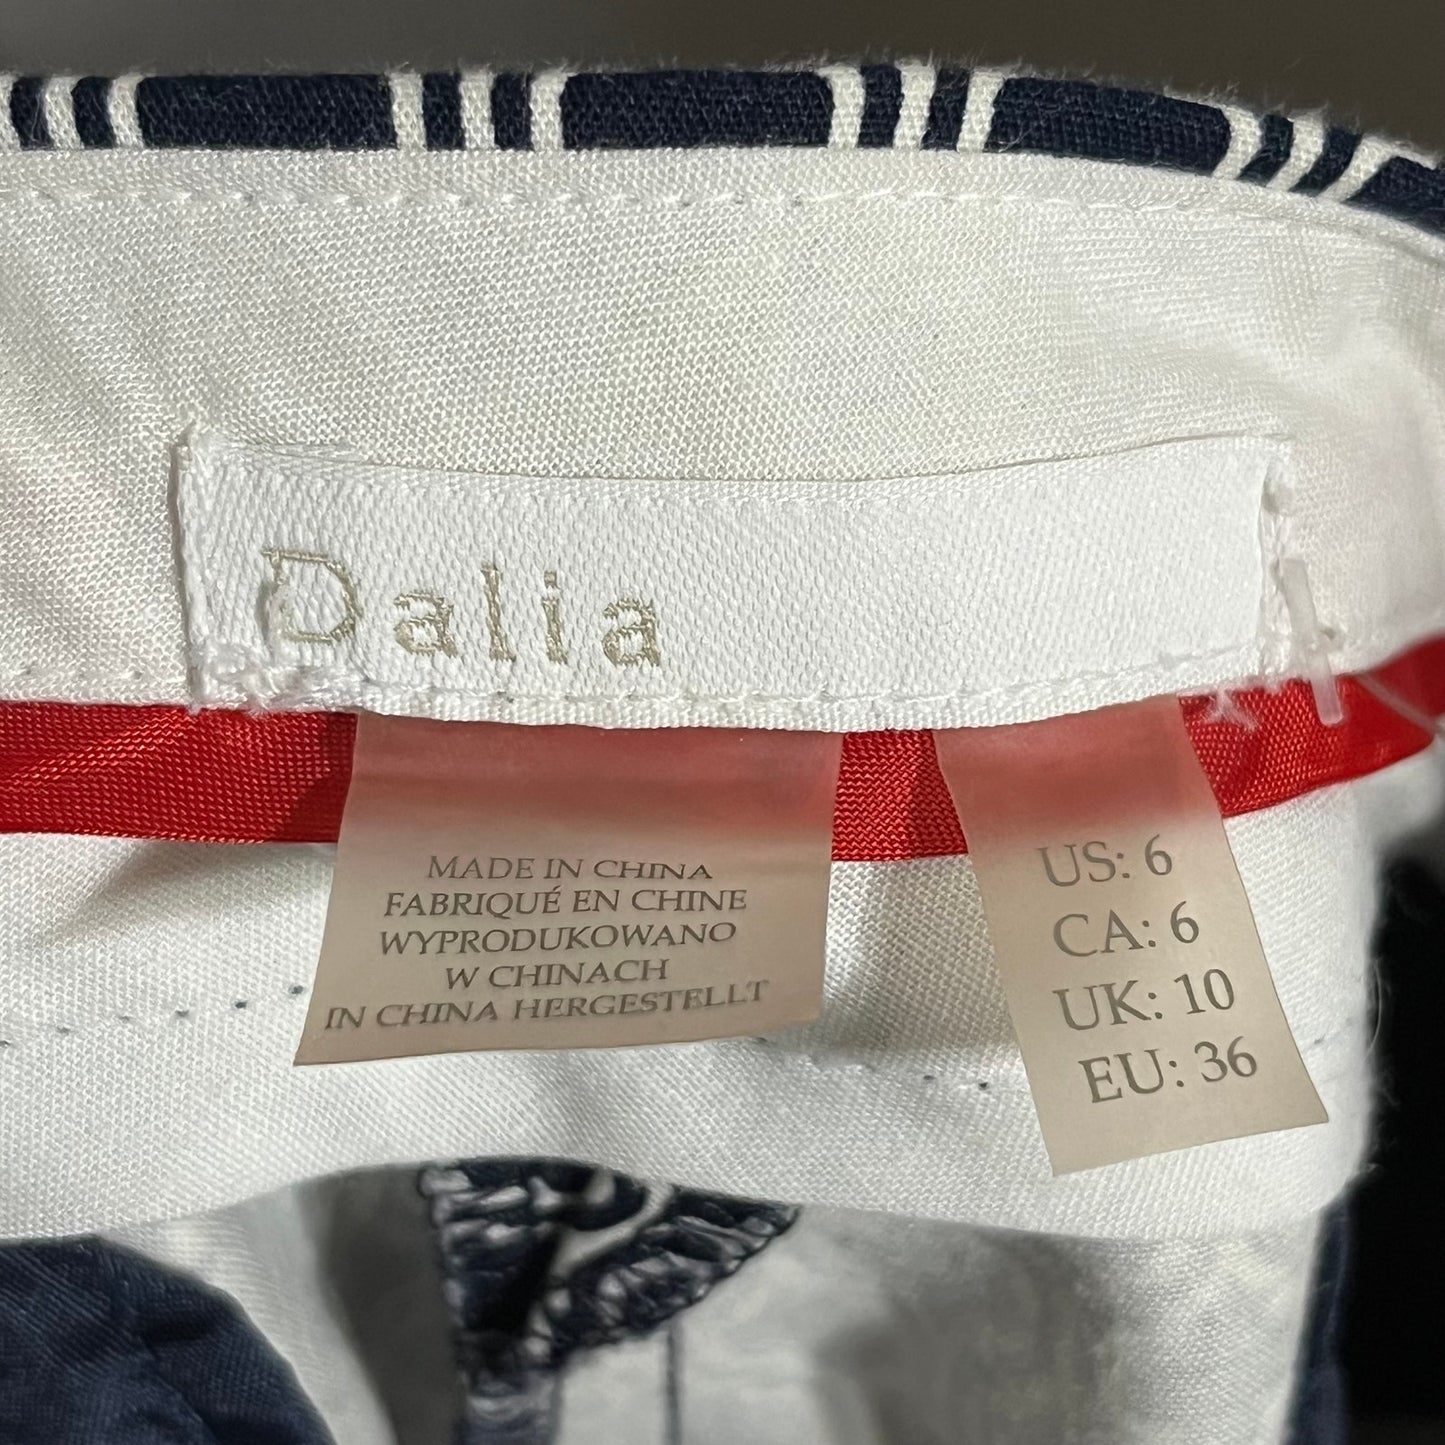 Dalia
MADE IN CHINA
FABRIQUÉ EN CHINE
WYPRODUKOWANO
W CHINACH
IN CHINA HERGESTELLT
US: 6
CA: 6
UK: 10
EU: 36